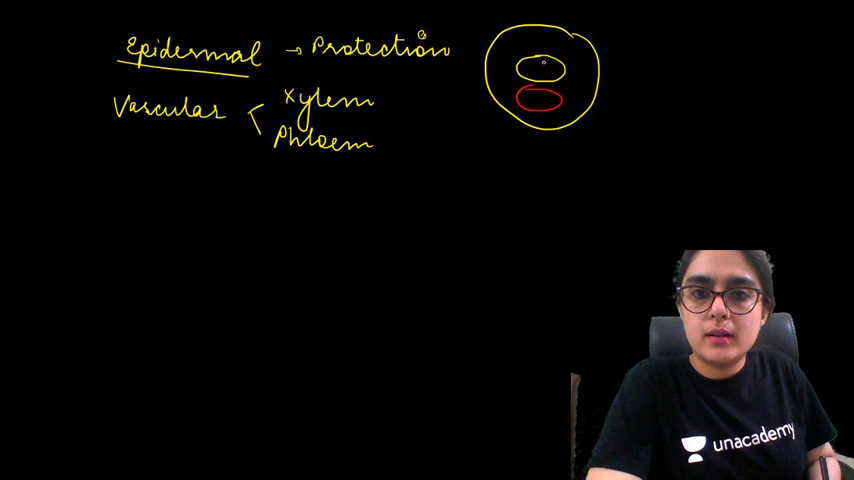 Epidermal → Protection
Vascular
Xylem
Phloem
unacademy